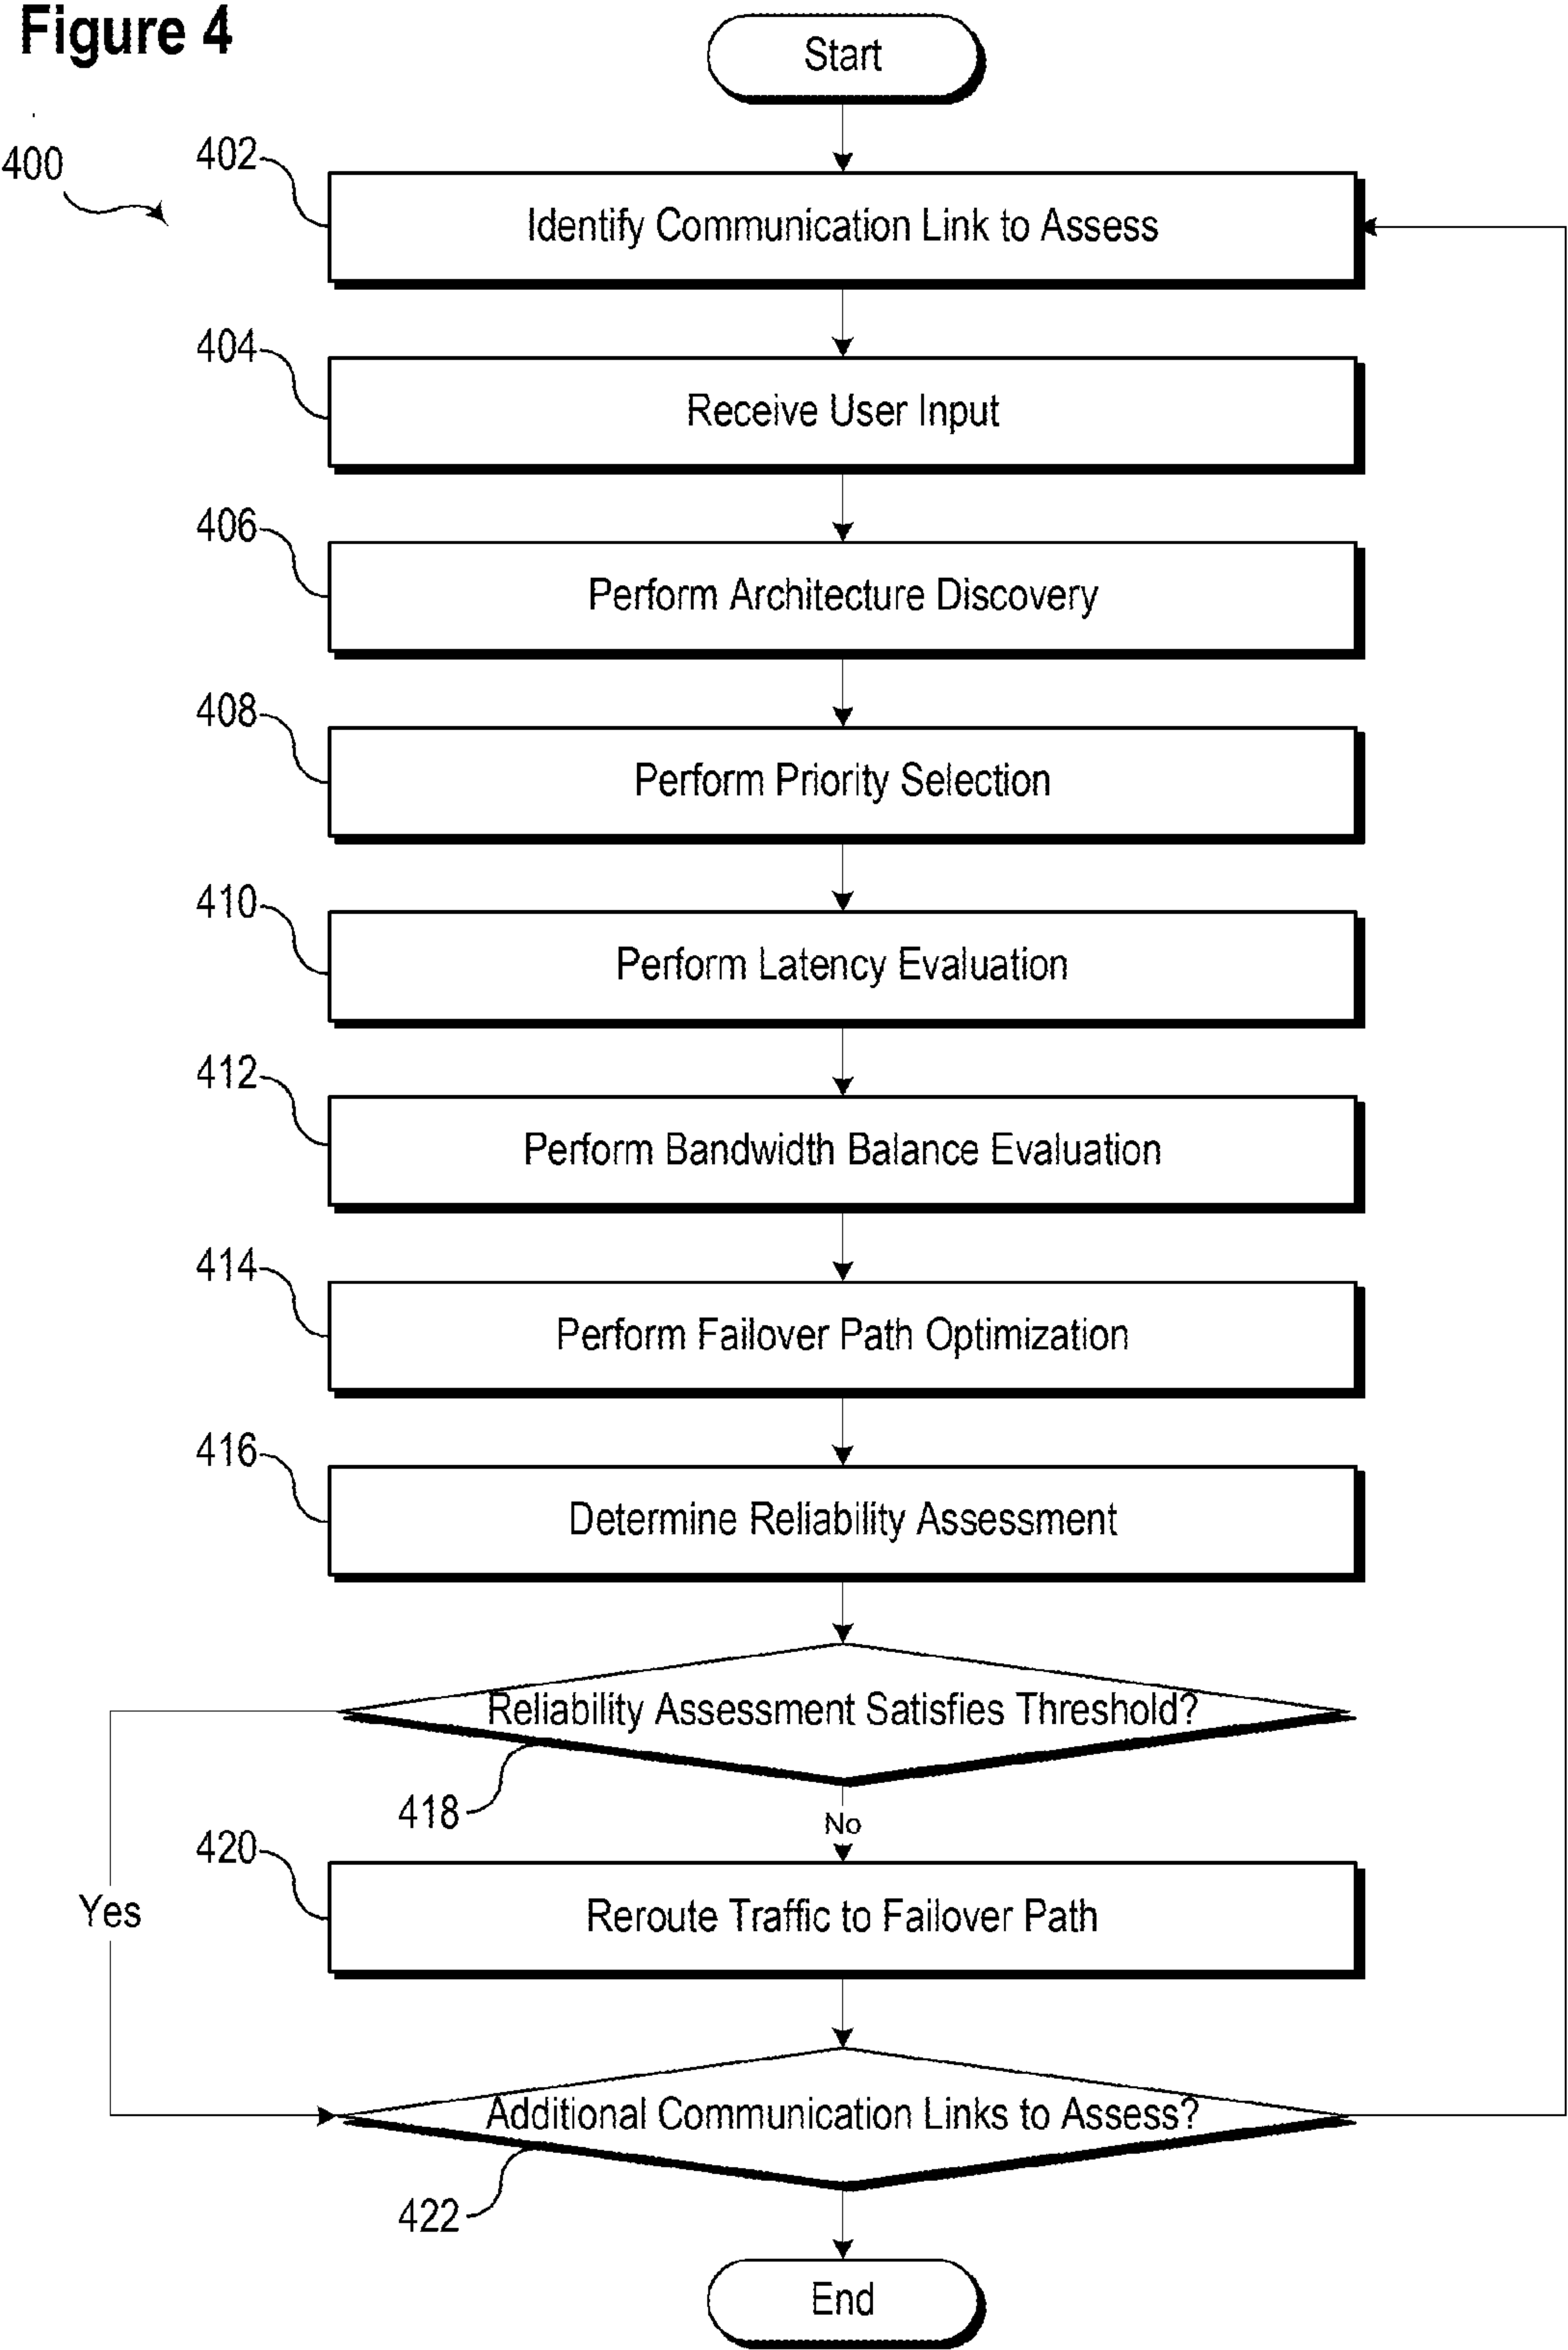 Figure 4
Start
400
402
Identify Communication Link to Assess
404
Receive User Input
406
Perform Architecture Discovery
408
Perform Priority Selection
410
Perform Latency Evaluation
412
Perform Bandwidth Balance Evaluation
414
Perform Failover Path Optimization
416
Determine Reliability Assessment
Reliability Assessment Satisfies Threshold?
418
No
420
Reroute Traffic to Failover Path
Yes
Additional Communication Links to Assess?
422
End